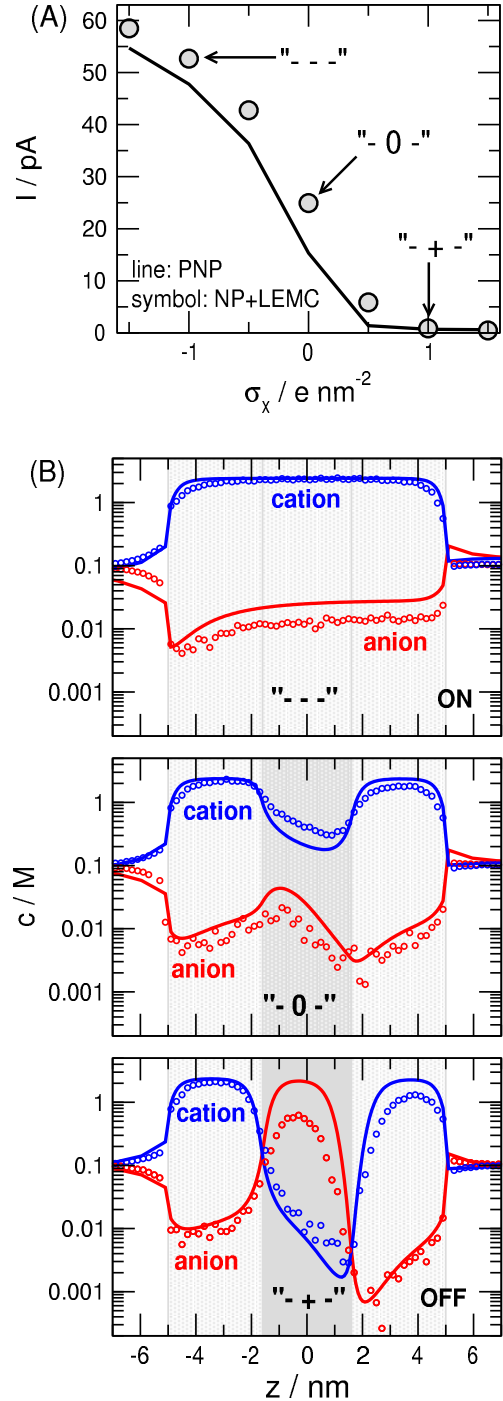 (A)
60
50
40
30
20
10
0
I / pA
"- - -"
"- 0 -"
"- + -"
line: PNP
symbol: NP+LEMC
-1 0 1
σx / e nm-2
(B)
1
0.1
0.01
0.001
cation
anion
"- - -"
ON
1
0.1
0.01
0.001
c / M
cation
anion
"- 0 -"
1
0.1
0.01
0.001
cation
anion
"- + -"
OFF
-6 -4 -2 0 2 4 6
z / nm